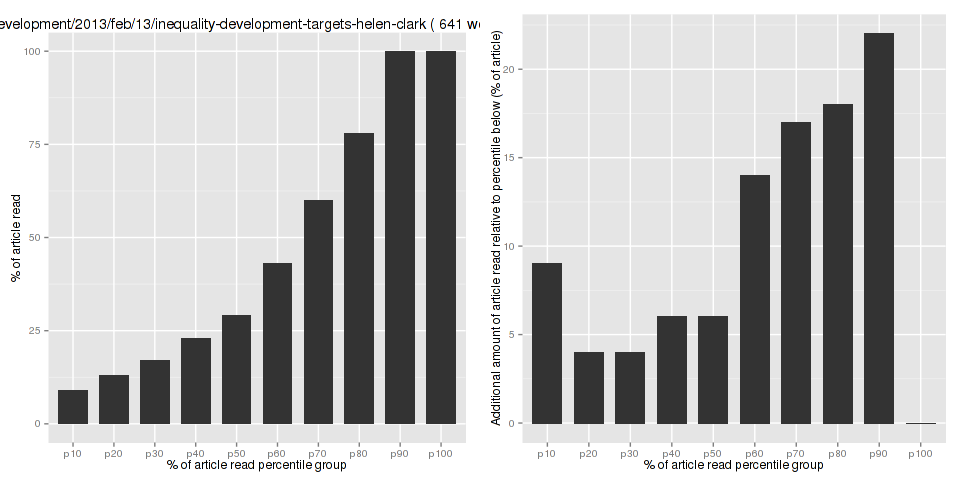 evelopment/2013/feb/13/inequality-development-targets-helen-clark ( 641 w
% of article read
100
75
50
25
0
p10 p20 p30 p40 p50 p60 p70 p80 p90 p100
% of article read percentile group
Additional amount of article read relative to percentile below (% of article)
20
15
10
5
0
p10 p20 p30 p40 p50 p60 p70 p80 p90 p100
% of article read percentile group